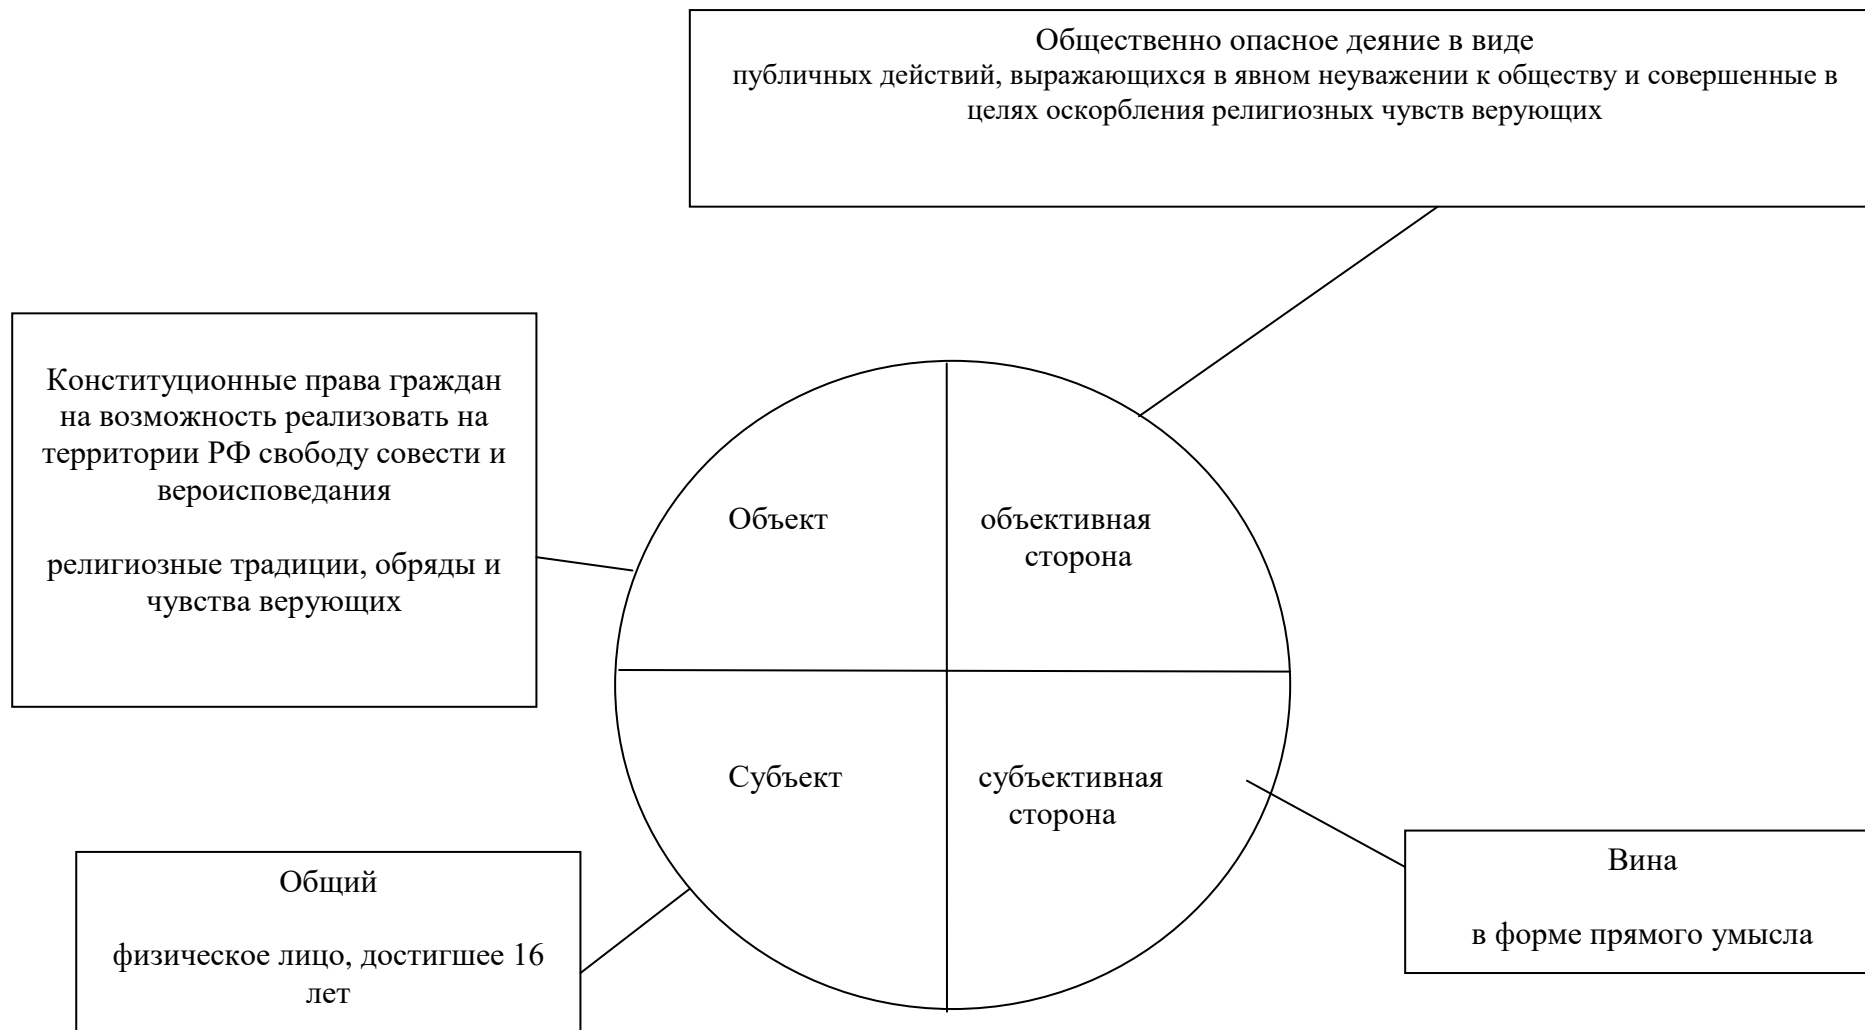 Общественно опасное деяние в виде
публичных действий, выражающихся в явном неуважении к обществу и совершенные в
целях оскорбления религиозных чувств верующих
Конституционные права граждан
на возможность реализовать на
территории РФ свободу совести и
вероисповедания
религиозные традиции, обряды и
чувства верующих
Объект
объективная
сторона
Субъект
субъективная
сторона
Общий
физическое лицо, достигшее 16
лет
Вина
в форме прямого умысла